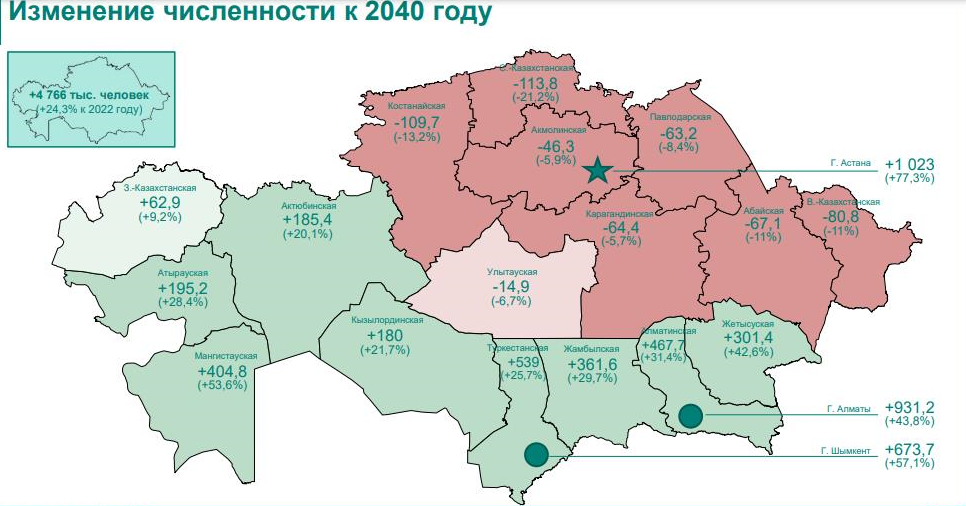 Изменение численности к 2040 году
+4 766 тыс. человек
(+24,3% к 2022 году)
С.-Казахстанская
-113,8
(-21,2%)
Костанайская
-109,7
(-13,2%)
Акмолинская
-46,3
(-5,9%)
Павлодарская
-63,2
(-8,4%)
Г. Астана
+1 023
(+77,3%)
З.-Казахстанская
+62,9
(+9,2%)
Актюбинская
+185,4
(+20,1%)
Карагандинская
-64,4
(-5,7%)
Абайская
-67,1
(-11%)
В.-Казахстанская
-80,8
(-11%)
Атырауская
+195,2
(+28,4%)
Улытауская
-14,9
(-6,7%)
Кызылординская
+180
(+21,7%)
Мангистауская
+404,8
(+53,6%)
Туркестанская
+539
(+25,7%)
Жамбылская
+361,6
(+29,7%)
Алматинская
+467,7
(+31,4%)
Жетысуская
+301,4
(+42,6%)
Г. Алматы
+931,2
(+43,8%)
Г. Шымкент
+673,7
(+57,1%)